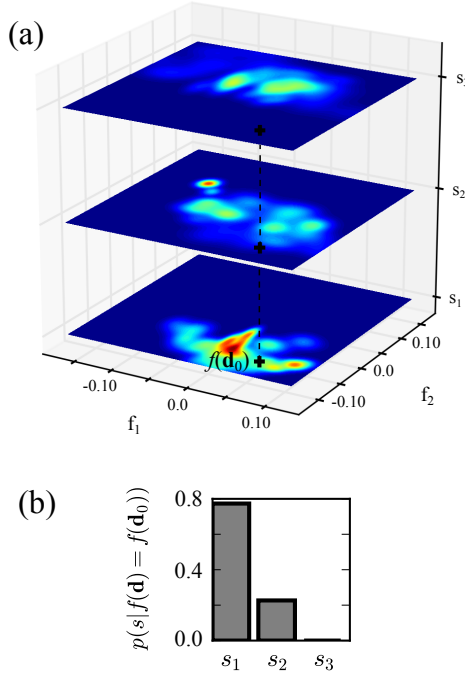 (a)
s
s₂
s₁
f(d₀)
0.10
0.0
-0.10
f₂
-0.10
0.0
0.10
f₁
(b)
p(s|f(d) = f(d₀))
0.8
0.4
0.0
s₁ s₂ s₃